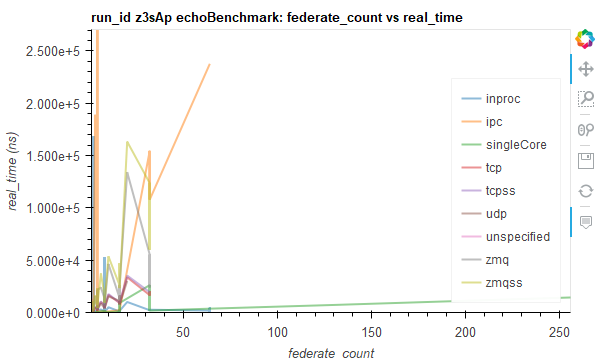 run_id z3sAp echoBenchmark: federate_count vs real_time
real_time (ns)
2.500e+5
2.000e+5
1.500e+5
1.000e+5
5.000e+4
0.000e+0
50
100
150
200
250
federate_count
inproc
ipc
singleCore
tcp
tcpss
udp
unspecified
zmq
zmqss